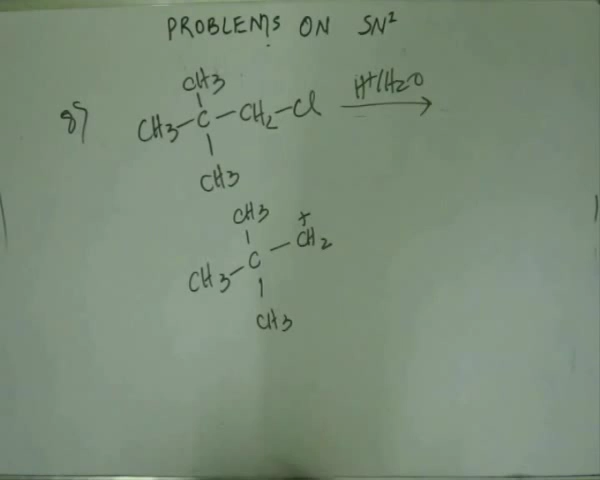 PROBLEMS ON SN²
8)
CH3
CH3-C-CH2-Cl H+/H2O
CH3
CH3
CH3-C-CH2
+
CH3